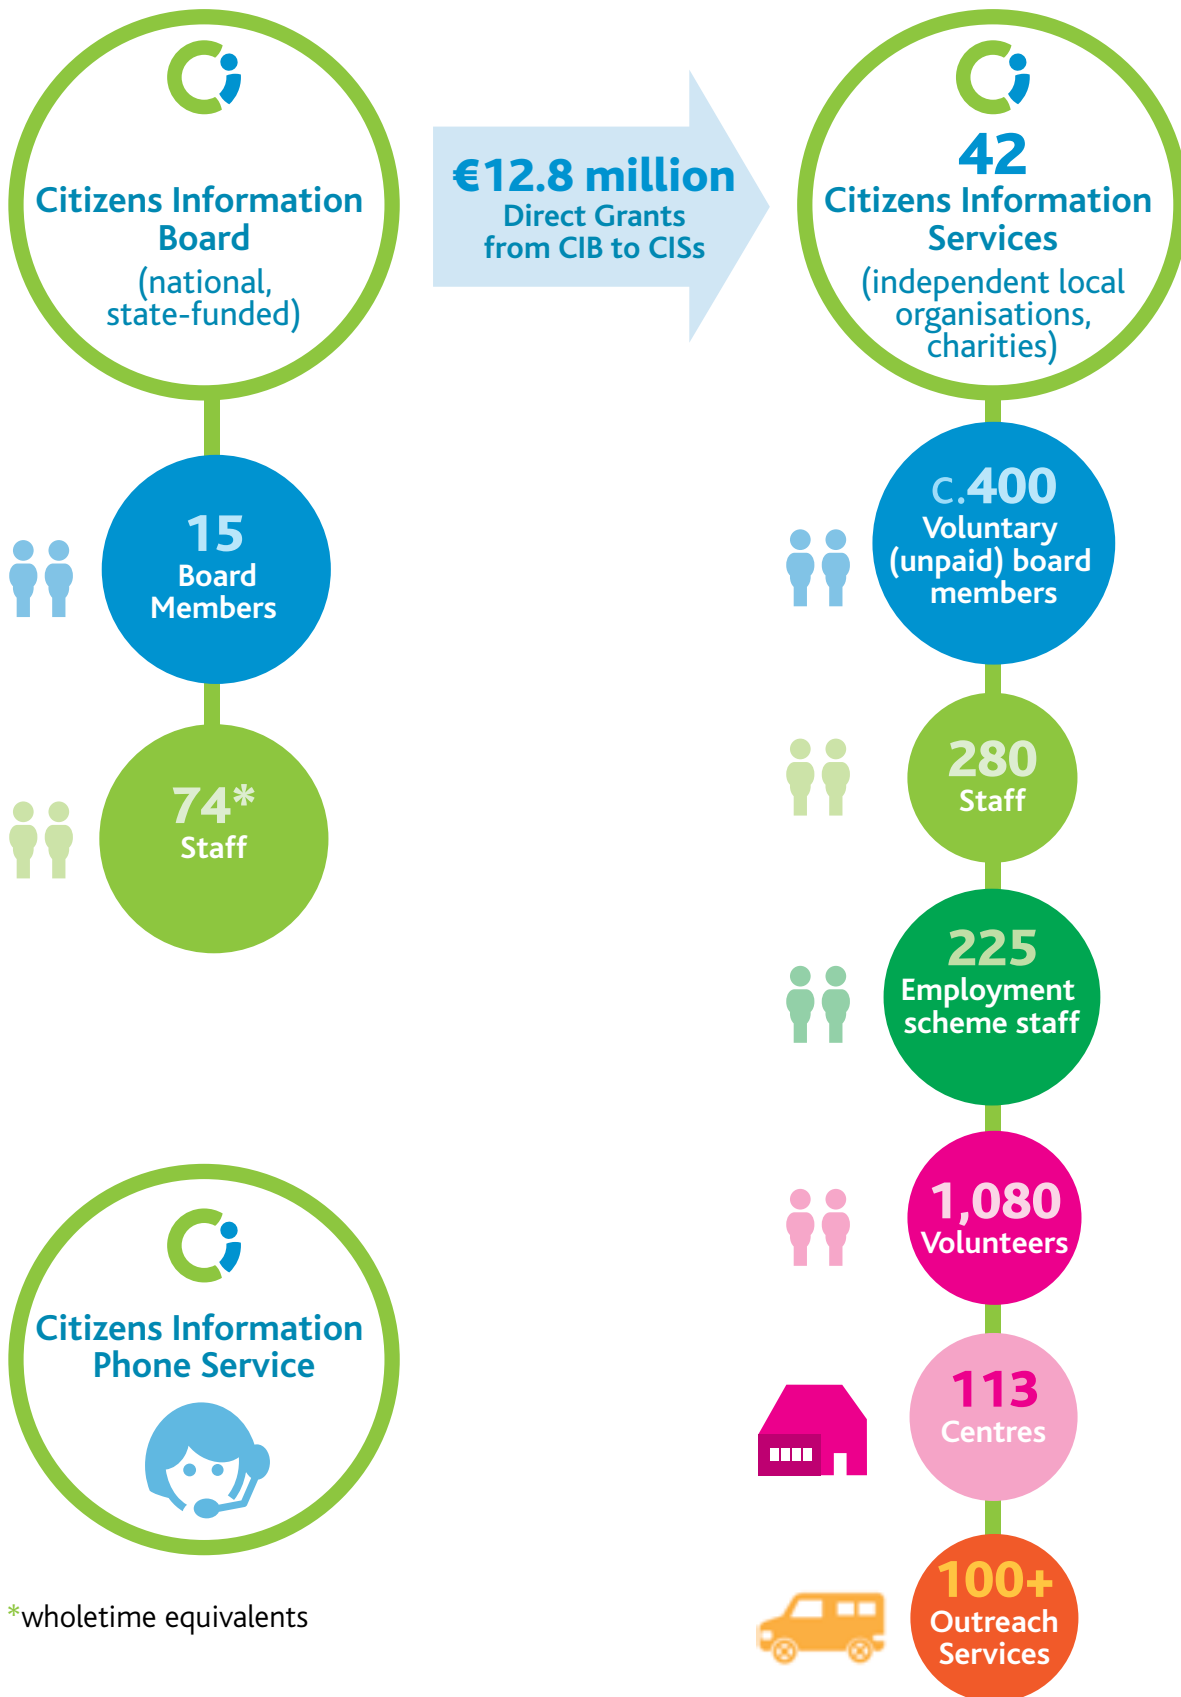 Citizens Information
Board
(national,
state-funded)
€12.8 million
Direct Grants
from CIB to CISs
42
Citizens Information
Services
(independent local
organisations,
charities)
15
Board
Members
74*
Staff
c.400
Voluntary
(unpaid) board
members
280
Staff
225
Employment
scheme staff
1,080
Volunteers
113
Centres
100+
Outreach
Services
Citizens Information
Phone Service
*wholetime equivalents